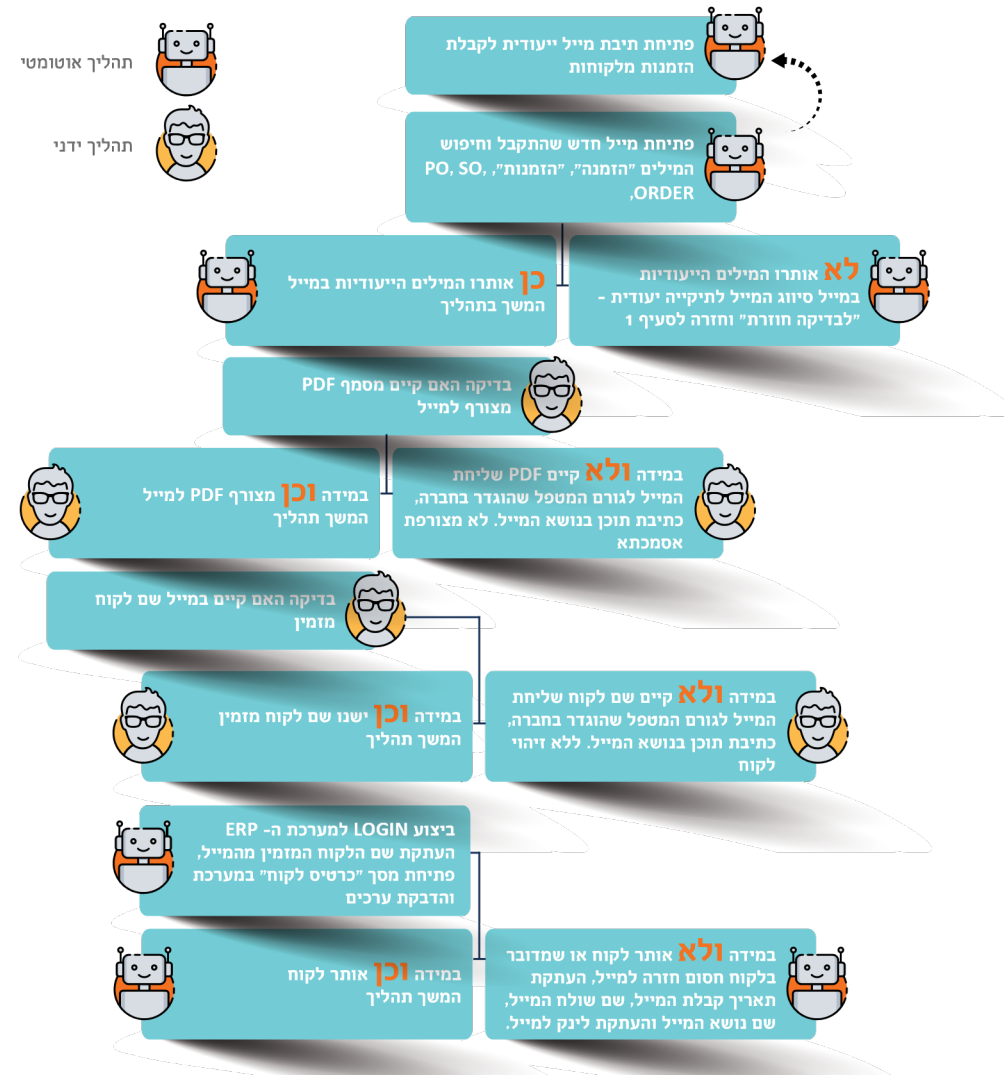 תהליך אוטומטי
תהליך ידני
פתיחת תיבת מייל ייעודית לקבלת
הזמנות מלקוחות
פתיחת מייל חדש שהתקבל וחיפוש
המילים "הזמנה", "הזמנות", PO, SO,
ORDER,
לא אותרו המילים הייעודיות
במייל סיווג המייל לתיקייה יעודית –
"לבדיקה חוזרת" וחזרה לסעיף 1
כן אותרו המילים הייעודיות במייל
המשך בתהליך
בדיקה האם קיים מסמך PDF
מצורף למייל
במידה ולא קיים PDF שליחת
המייל לגורם המטפל שהוגדר בחברה,
כתיבת תוכן בנושא המייל. לא מצורפת
אסמכתא
במידה וכן מצורף PDF למייל
המשך תהליך
בדיקה האם קיים במייל שם לקוח
מזמין
במידה ולא קיים שם לקוח שליחת
המייל לגורם המטפל שהוגדר בחברה,
כתיבת תוכן בנושא המייל. ללא זיהוי
לקוח
במידה וכן ישנו שם לקוח מזמין
המשך תהליך
ביצוע LOGIN למערכת ה- ERP
העתקת שם הלקוח המזמין מהמייל,
פתיחת מסך "כרטיס לקוח" במערכת
והדבקת ערכים
במידה ולא אותר לקוח או שמדובר
בלקוח חסום חזרה למייל, העתקת
תאריך קבלת המייל, שם שולח המייל,
שם נושא המייל והעתקת לינק למייל.
במידה וכן אותר לקוח
המשך תהליך